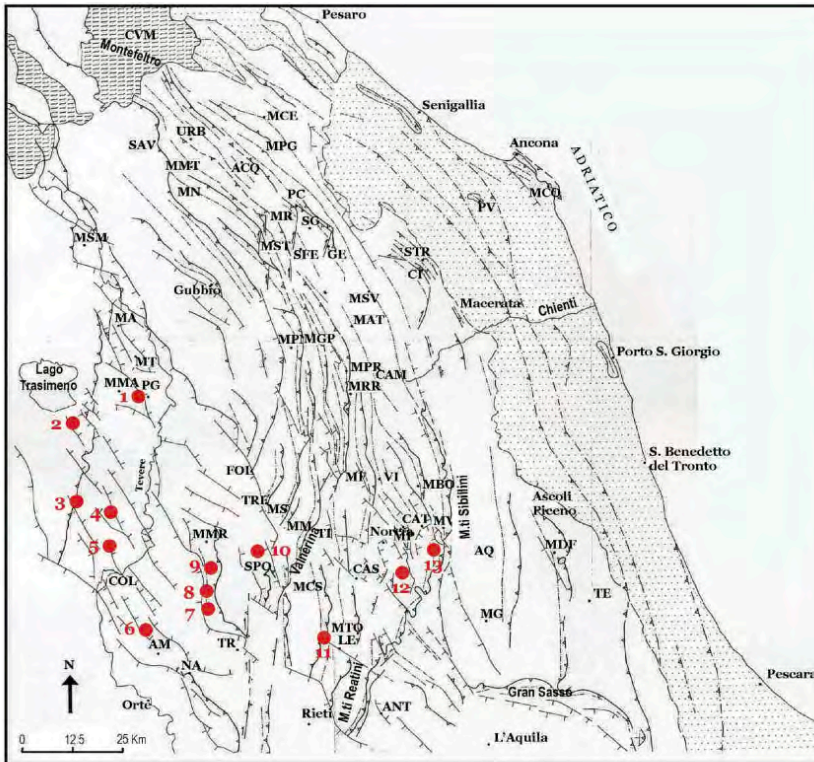 Pesaro
CVM
Montefeltro
Senigallia
MCE
URB
SAV
MPG
Ancona
ADRIATICO
MMT
ACQ
MN
MCO
PC
PV
MR
SG
MSM
MST
SFE
GE
STR
CI
Gubbio
MSV
Macerata
Chienti
MA
MAT
MP
MGP
Porto S. Giorgio
MT
MPR
CAM
Lago
Trasimeno
MMA
PG
MRR
1
2
Tevere
S. Benedetto
del Tronto
FOL
MF
VI
MBO
3
TRE
MS
Ascoli
Piceno
4
MM
TI
Valnerina
CAT
MV
M.ti Sibillini
MMR
Norcia
MP
5
10
AQ
MDF
9
SPO
13
COL
MCS
CAS
12
8
TE
7
MG
6
MTO
AM
TR
LE
11
NA
M.ti Reatini
Pescara
N
Gran Sasso
Orte
ANT
Rieti
L'Aquila
0
12.5
25 Km